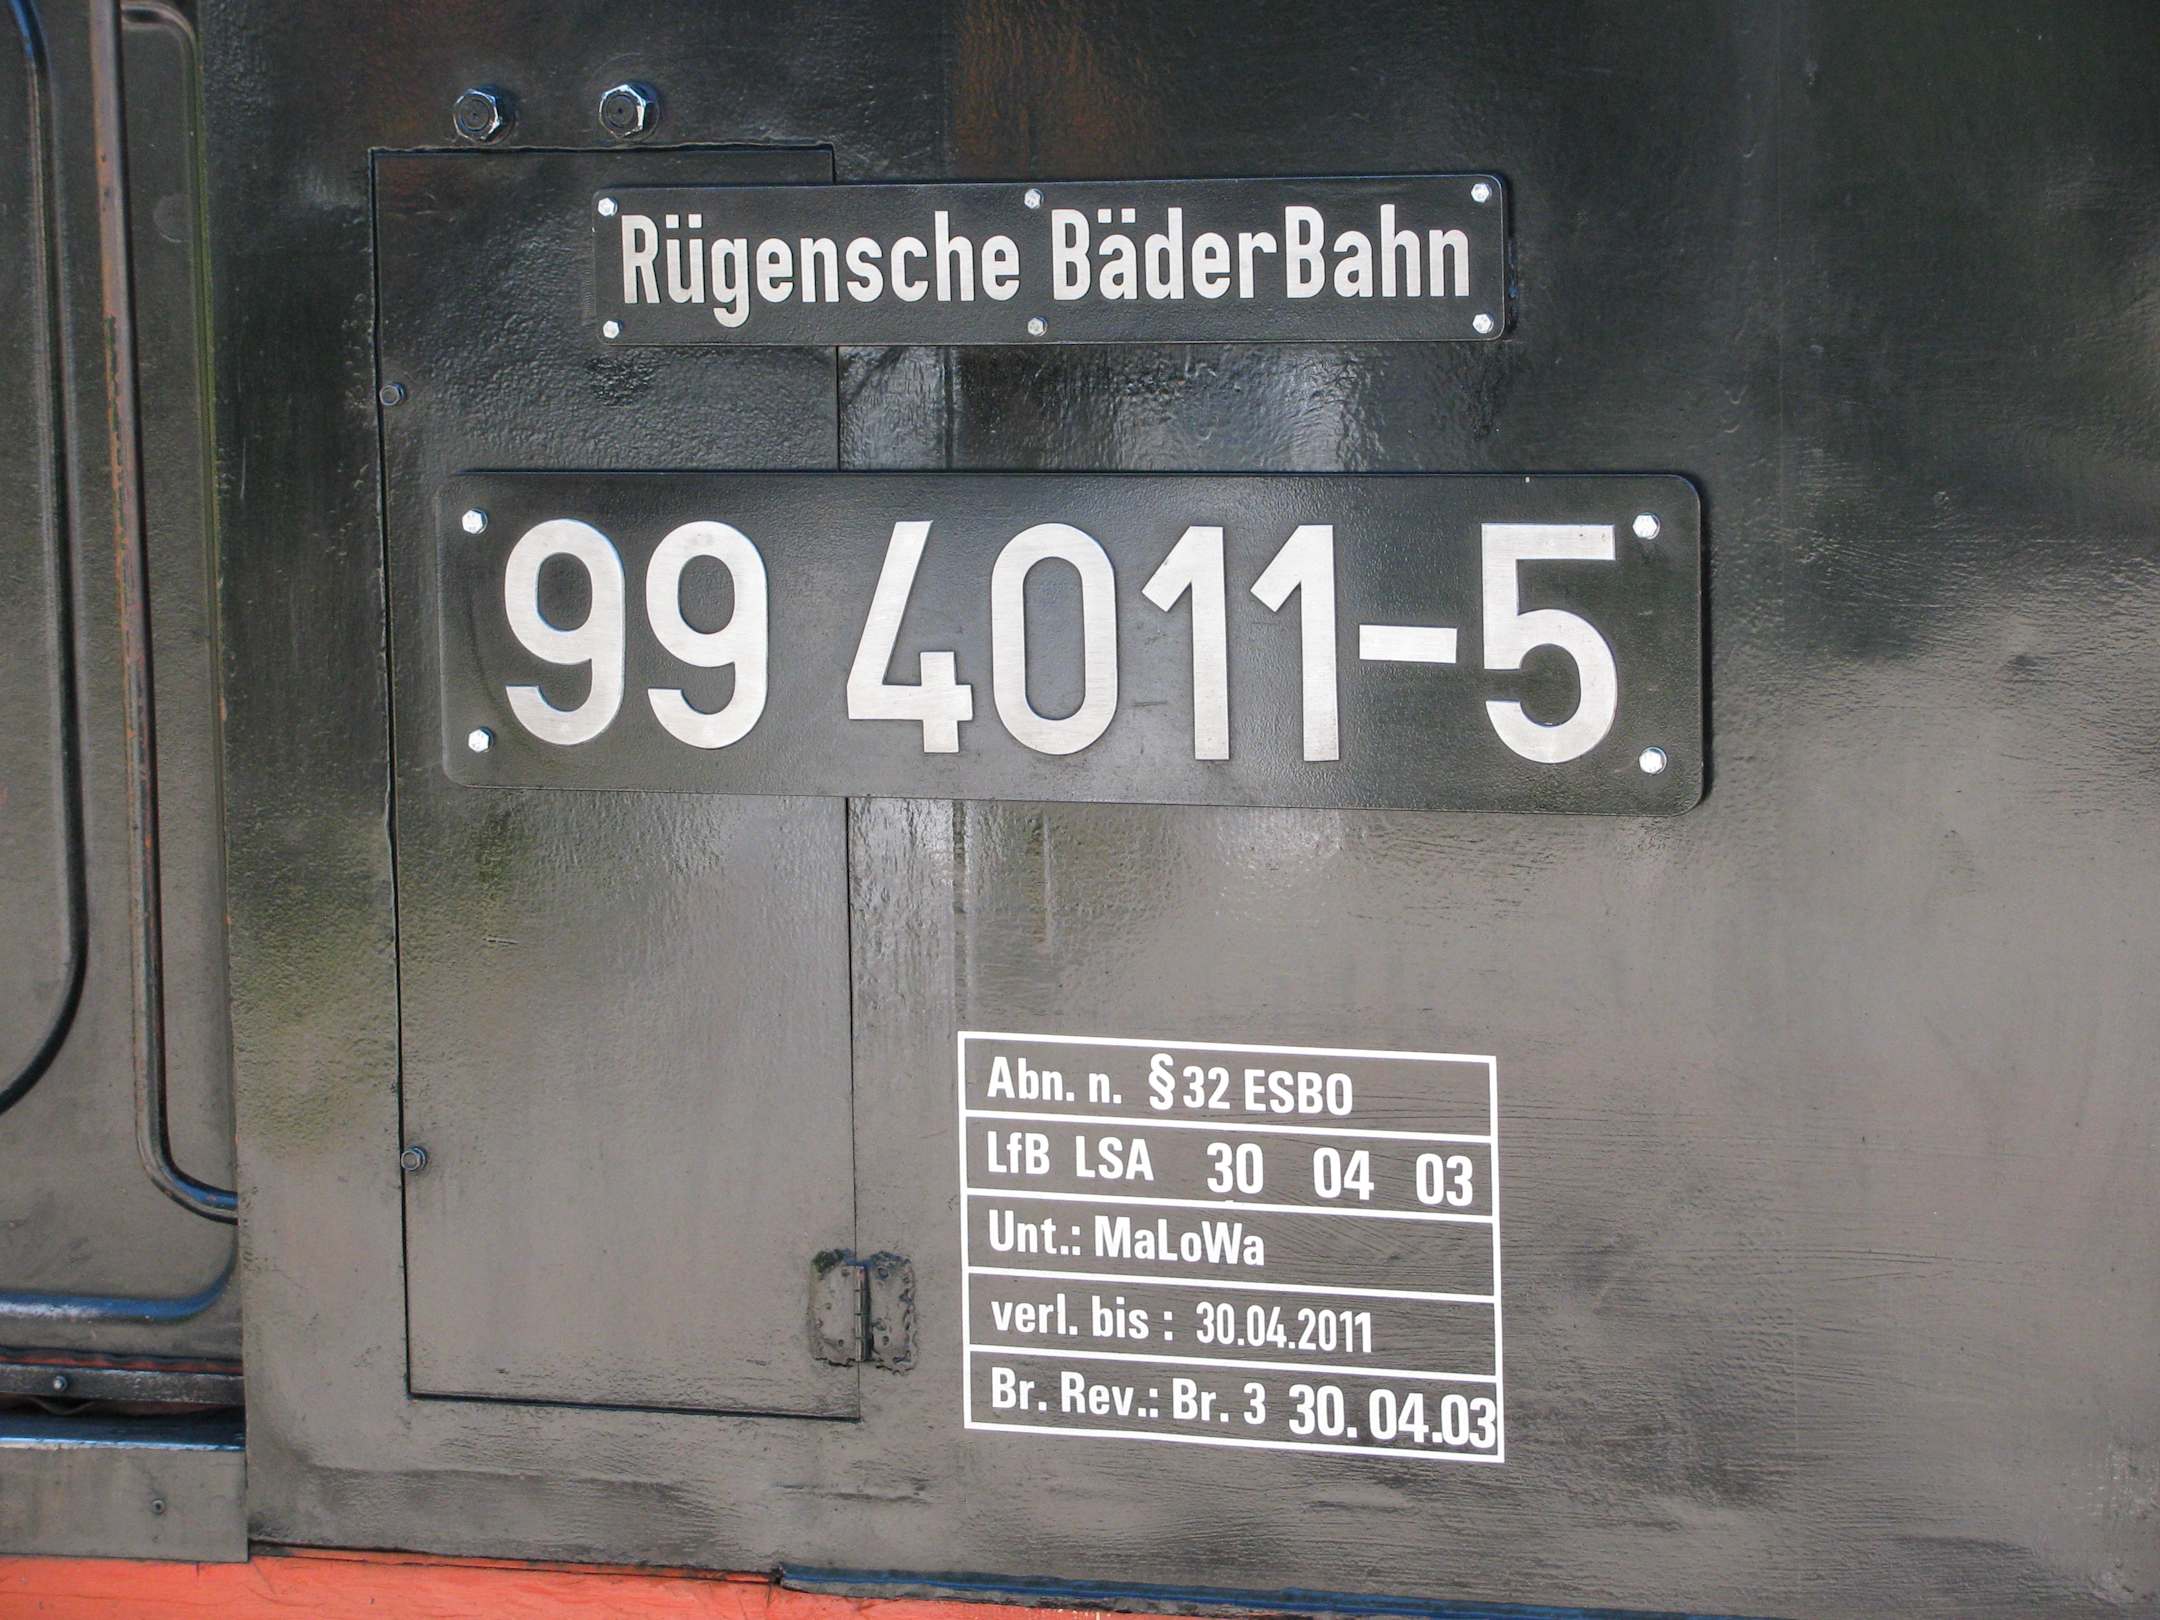 Rügensche BäderBahn
99 4011-5
Abn. n. § 32 ESBO
LfB LSA 30 04 03
Unt.: MaLoWa
verl. bis : 30.04.2011
Br. Rev.: Br. 3 30. 04.03